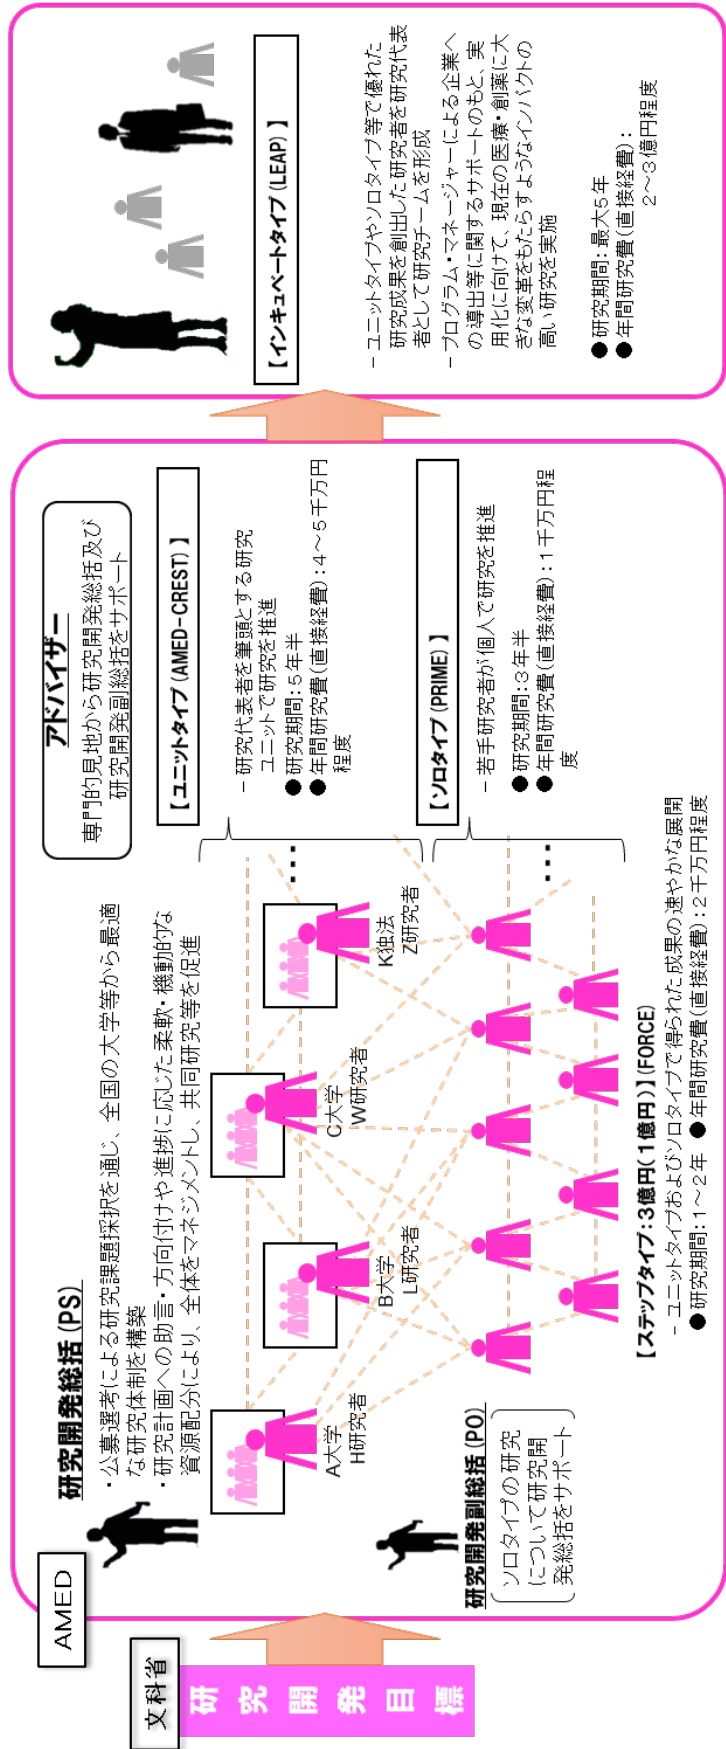 文科省
研究開発目標
AMED
研究開発総括(PS)
・公募選考による研究課題採択を通じ、全国の大学等から最適
な研究体制を構築
・研究計画への助言・方向付けや進捗に応じた柔軟・機動的な
資源配分により、全体をマネジメントし、共同研究等を促進
アドバイザー
専門的見地から研究開発総括及び
研究開発副総括をサポート
A大学
H研究者
B大学
L研究者
C大学
W研究者
K独法
Z研究者
…
【ユニットタイプ(AMED-CREST)】
− 研究代表者を筆頭とする研究
ユニットで研究を推進
●研究期間:5年半
●年間研究費(直接経費):4～5千万円
程度
研究開発副総括(PO)
ソロタイプの研究
について研究開
発総括をサポート
…
【ソロタイプ(PRIME)】
− 若手研究者が個人で研究を推進
●研究期間:3年半
●年間研究費(直接経費):1千万円程
度
【ステップタイプ:3億円(1億円)】(FORCE)
− ユニットタイプおよびソロタイプで得られた成果の速やかな展開
●研究期間:1～2年 ●年間研究費(直接経費):2千万円程度
【インキュベートタイプ(LEAP)】
− ユニットタイプやソロタイプ等で優れた
研究成果を創出した研究者を研究代表
者として研究チームを形成
− プログラム・マネージャーによる企業へ
の導出等に関するサポートのもと、実
用化に向けて、現在の医療・創薬に大
きな変革をもたらすようなインパクトの
高い研究を実施
●研究期間:最大5年
●年間研究費(直接経費):
2～3億円程度